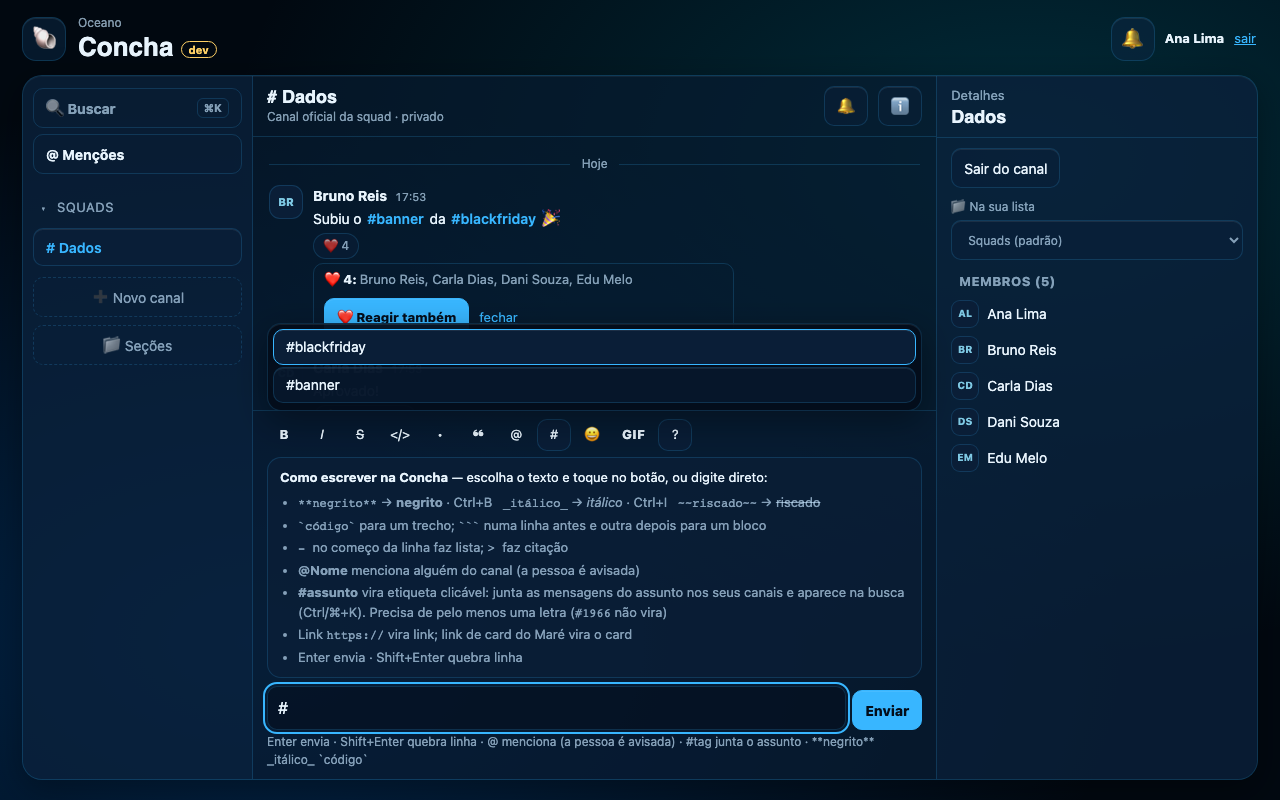 Oceano
Concha dev
Ana Lima sair
Buscar ⌘K
@ Menções
SQUADS
# Dados
Novo canal
Seções
# Dados
Canal oficial da squad · privado
Hoje
BR Bruno Reis 17:53
Subiu o #banner da #blackfriday 🎉
❤️ 4
❤️ 4: Bruno Reis, Carla Dias, Dani Souza, Edu Melo
❤️ Reagir também fechar
#blackfriday
#banner
B I S </> • “ @ # 😀 GIF ?
Como escrever na Concha — escolha o texto e toque no botão, ou digite direto:
• **negrito** → negrito · Ctrl+B _itálico_ → itálico · Ctrl+I ~~riscado~~ → riscado
• `código` para um trecho; ``` numa linha antes e outra depois para um bloco
• - no começo da linha faz lista; > faz citação
• @Nome menciona alguém do canal (a pessoa é avisada)
• #assunto vira etiqueta clicável: junta as mensagens do assunto nos seus canais e aparece na busca
(Ctrl/⌘+K). Precisa de pelo menos uma letra (#1966 não vira)
• Link https:// vira link; link de card do Maré vira o card
• Enter envia · Shift+Enter quebra linha
#
Enviar
Enter envia · Shift+Enter quebra linha · @ menciona (a pessoa é avisada) · #tag junta o assunto · **negrito**
_itálico_ `código`
Detalhes
Dados
Sair do canal
Na sua lista
Squads (padrão)
MEMBROS (5)
AL Ana Lima
BR Bruno Reis
CD Carla Dias
DS Dani Souza
EM Edu Melo